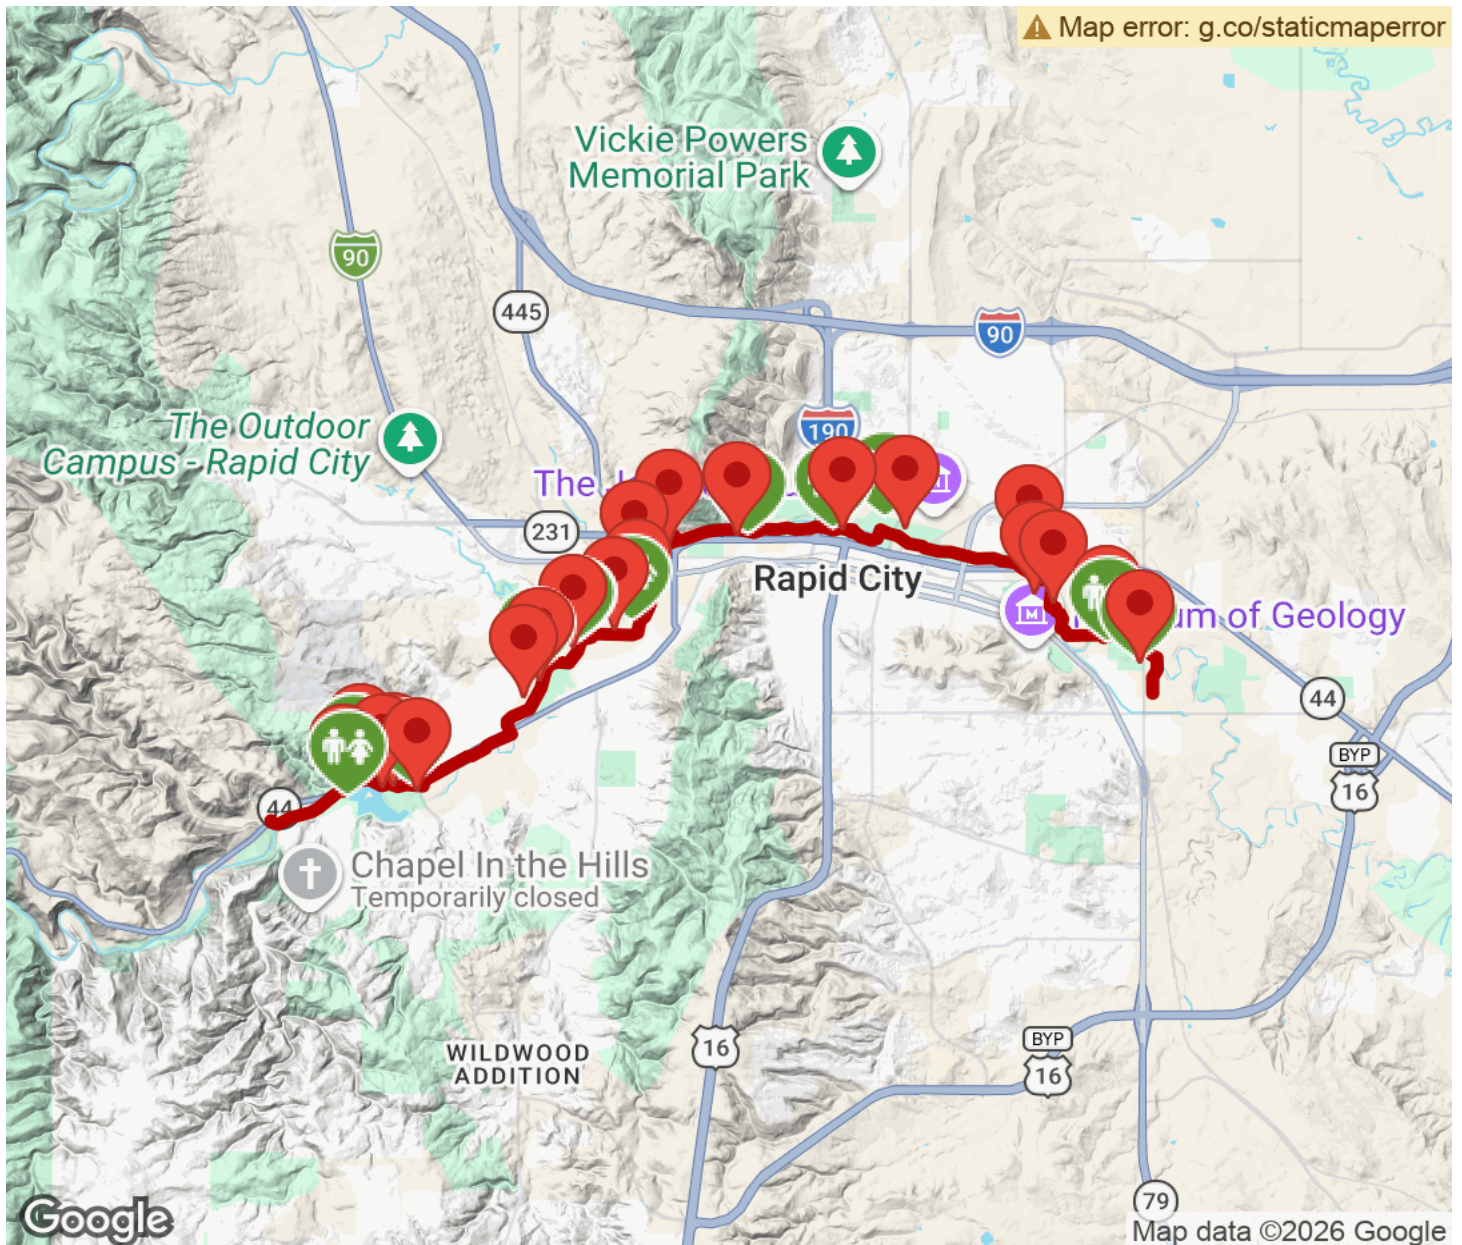 Map error: g.co/staticmaperror
Vickie Powers
Memorial Park
90
445
90
The Outdoor
Campus - Rapid City
190
The J
231
Rapid City
um of Geology
44
44
BYP
16
Chapel In the Hills
Temporarily closed
WILDWOOD
ADDITION
16
BYP
16
79
Google
Map data ©2026 Google